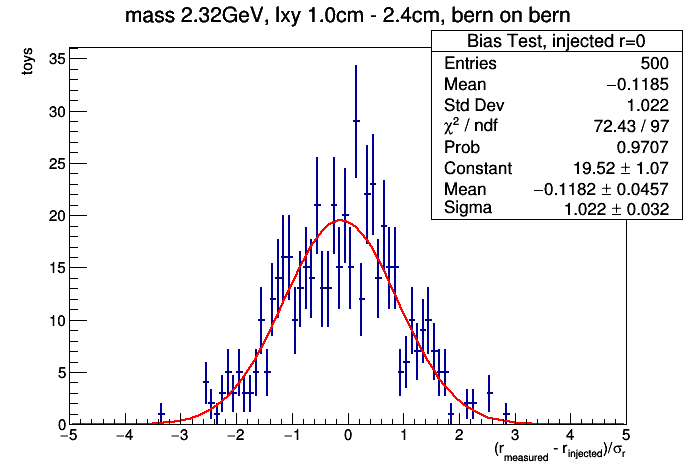 mass 2.32GeV, lxy 1.0cm - 2.4cm, bern on bern
Bias Test, injected r=0
Entries 500
Mean −0.1185
Std Dev 1.022
χ² / ndf 72.43 / 97
Prob 0.9707
Constant 19.52 ± 1.07
Mean −0.1182 ± 0.0457
Sigma 1.022 ± 0.032
toys
35
30
25
20
15
10
5
0
−5 −4 −3 −2 −1 0 1 2 3 4 5
(r_measured - r_injected)/σ_r